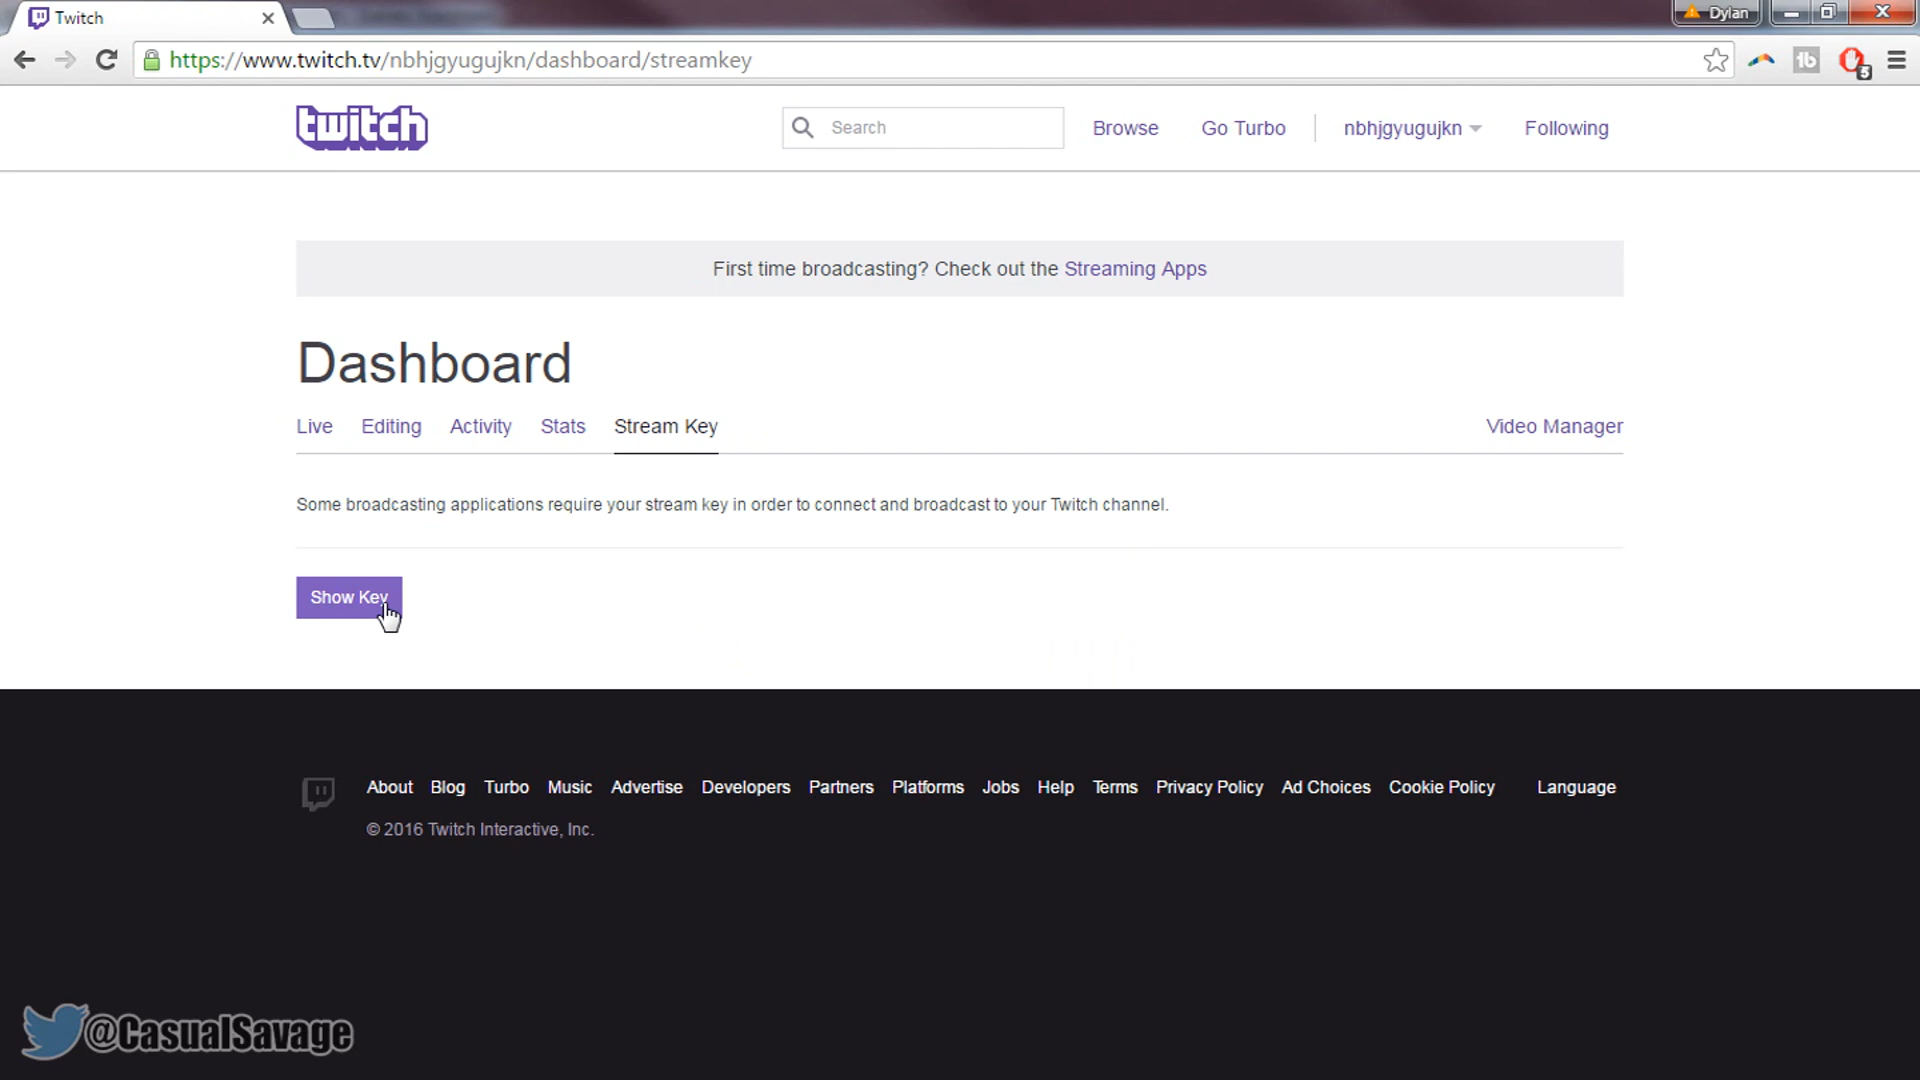 Twitch
Dylan
https://www.twitch.tv/nbhjgyugujkn/dashboard/streamkey
tb
5
twitch
Search
Browse
Go Turbo
nbhjgyugujkn
Following
First time broadcasting? Check out the Streaming Apps
Dashboard
Live Editing Activity Stats Stream Key Video Manager
Some broadcasting applications require your stream key in order to connect and broadcast to your Twitch channel.
Show Key
About Blog Turbo Music Advertise Developers Partners Platforms Jobs Help Terms Privacy Policy Ad Choices Cookie Policy Language
© 2016 Twitch Interactive, Inc.
@CasualSavage